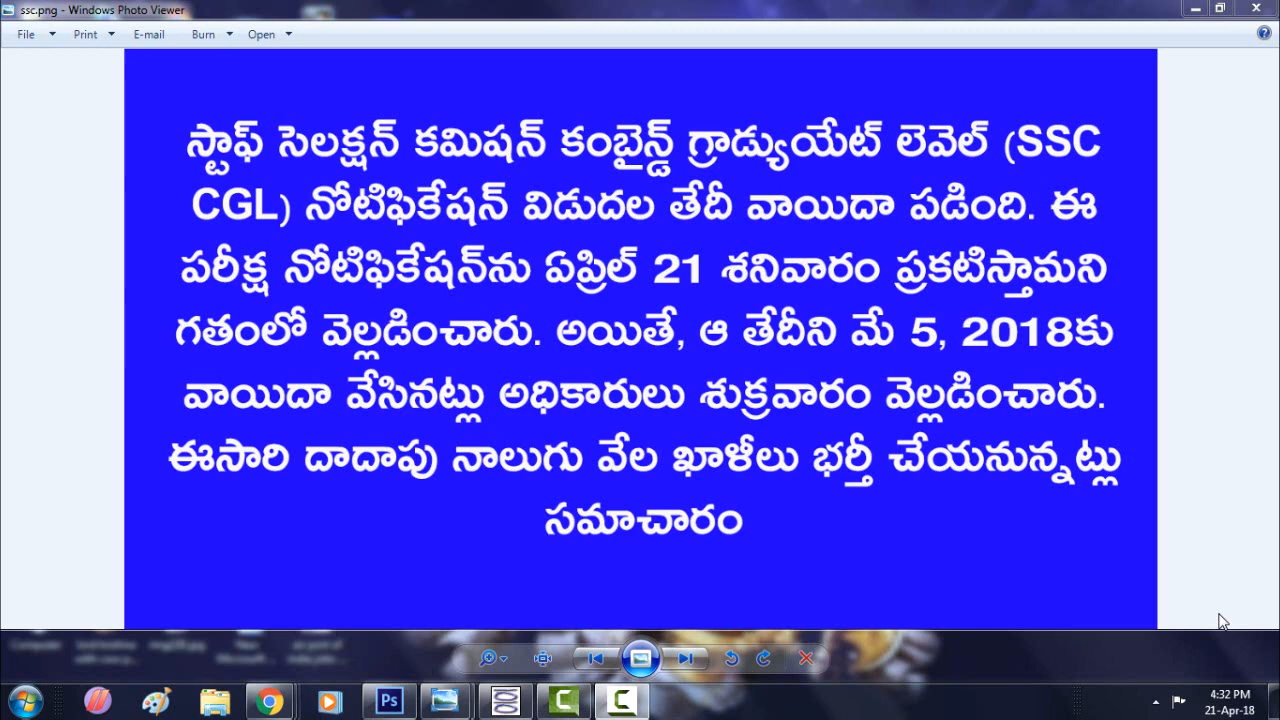 ssc.png - Windows Photo Viewer
File Print E-mail Burn Open
స్టాఫ్ సెలక్షన్ కమిషన్ కంబైన్డ్ గ్రాడ్యుయేట్ లెవెల్ (SSC
CGL) నోటిఫికేషన్ విడుదల తేదీ వాయిదా పడింది. ఈ
పరీక్ష నోటిఫికేషన్‌ను ఏప్రిల్ 21 శనివారం ప్రకటిస్తామని
గతంలో వెల్లడించారు. అయితే, ఆ తేదీని మే 5, 2018కు
వాయిదా వేసినట్లు అధికారులు శుక్రవారం వెల్లడించారు.
ఈసారి దాదాపు నాలుగు వేల ఖాళీలు భర్తీ చేయనున్నట్లు
సమాచారం
Computer
Ps
4:32 PM
21-Apr-18